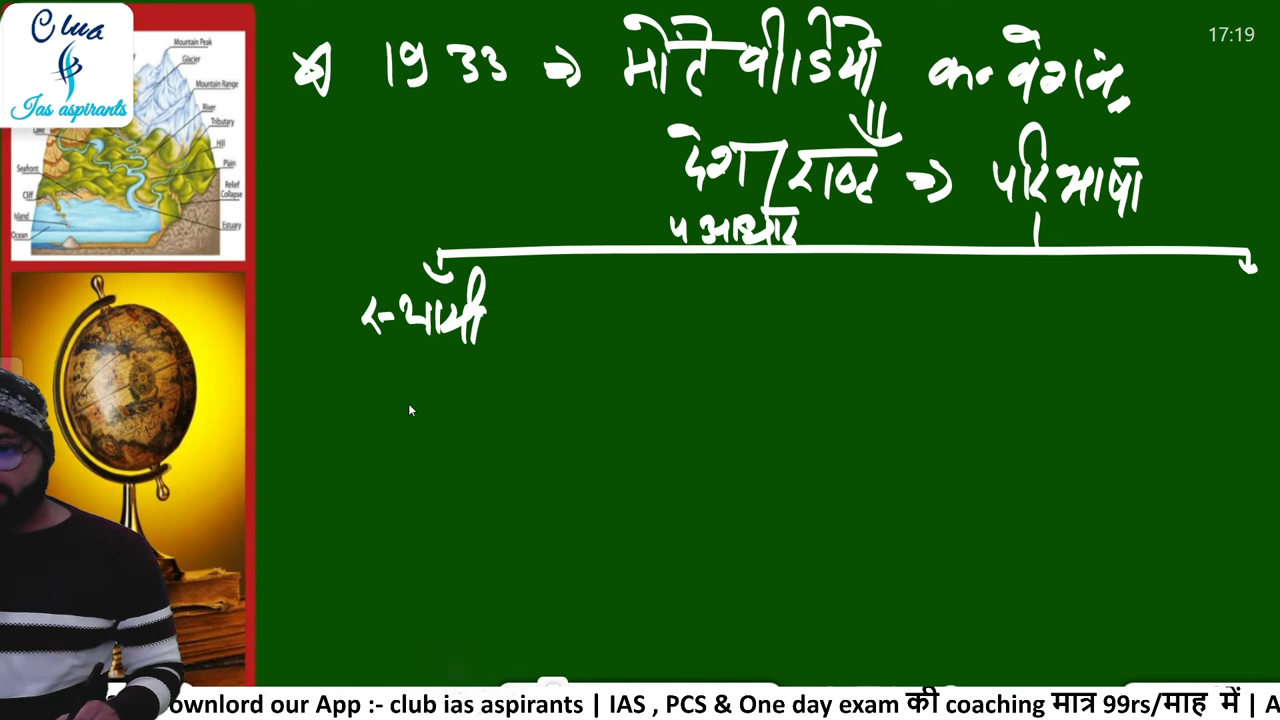 Clua
Ias aspirants
Mountain Peak
Glacier
Mountain Range
River
Tributary
Lake
Hill
Plain
Seafront
Relief
Collapse
Cliff
Island
Estuary
Ocean
17:19
1933 ⇒ मोंटे वीडियो कन्वेशन
देश / राष्ट्र ⇒ परिभाषा
4 आधार
स्थायी
ownlord our App :- club ias aspirants | IAS , PCS & One day exam की coaching मात्र 99rs/माह में | A